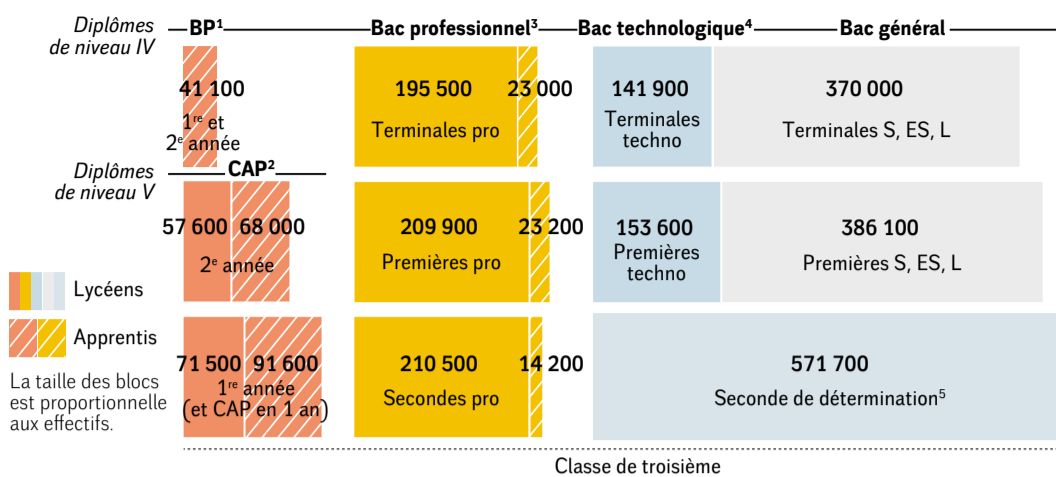 Diplômes
de niveau IV
BP¹
Bac professionnel³
Bac technologique⁴
Bac général
41 100
1ʳᵉ et
2ᵉ année
195 500
Terminales pro
23 000
141 900
Terminales
techno
370 000
Terminales S, ES, L
Diplômes
de niveau V
CAP²
57 600
68 000
2ᵉ année
209 900
Premières pro
23 200
153 600
Premières
techno
386 100
Premières S, ES, L
71 500
91 600
1ʳᵉ année
(et CAP en 1 an)
210 500
Secondes pro
14 200
571 700
Seconde de détermination⁵
Lycéens
Apprentis
La taille des blocs
est proportionnelle
aux effectifs.
Classe de troisième